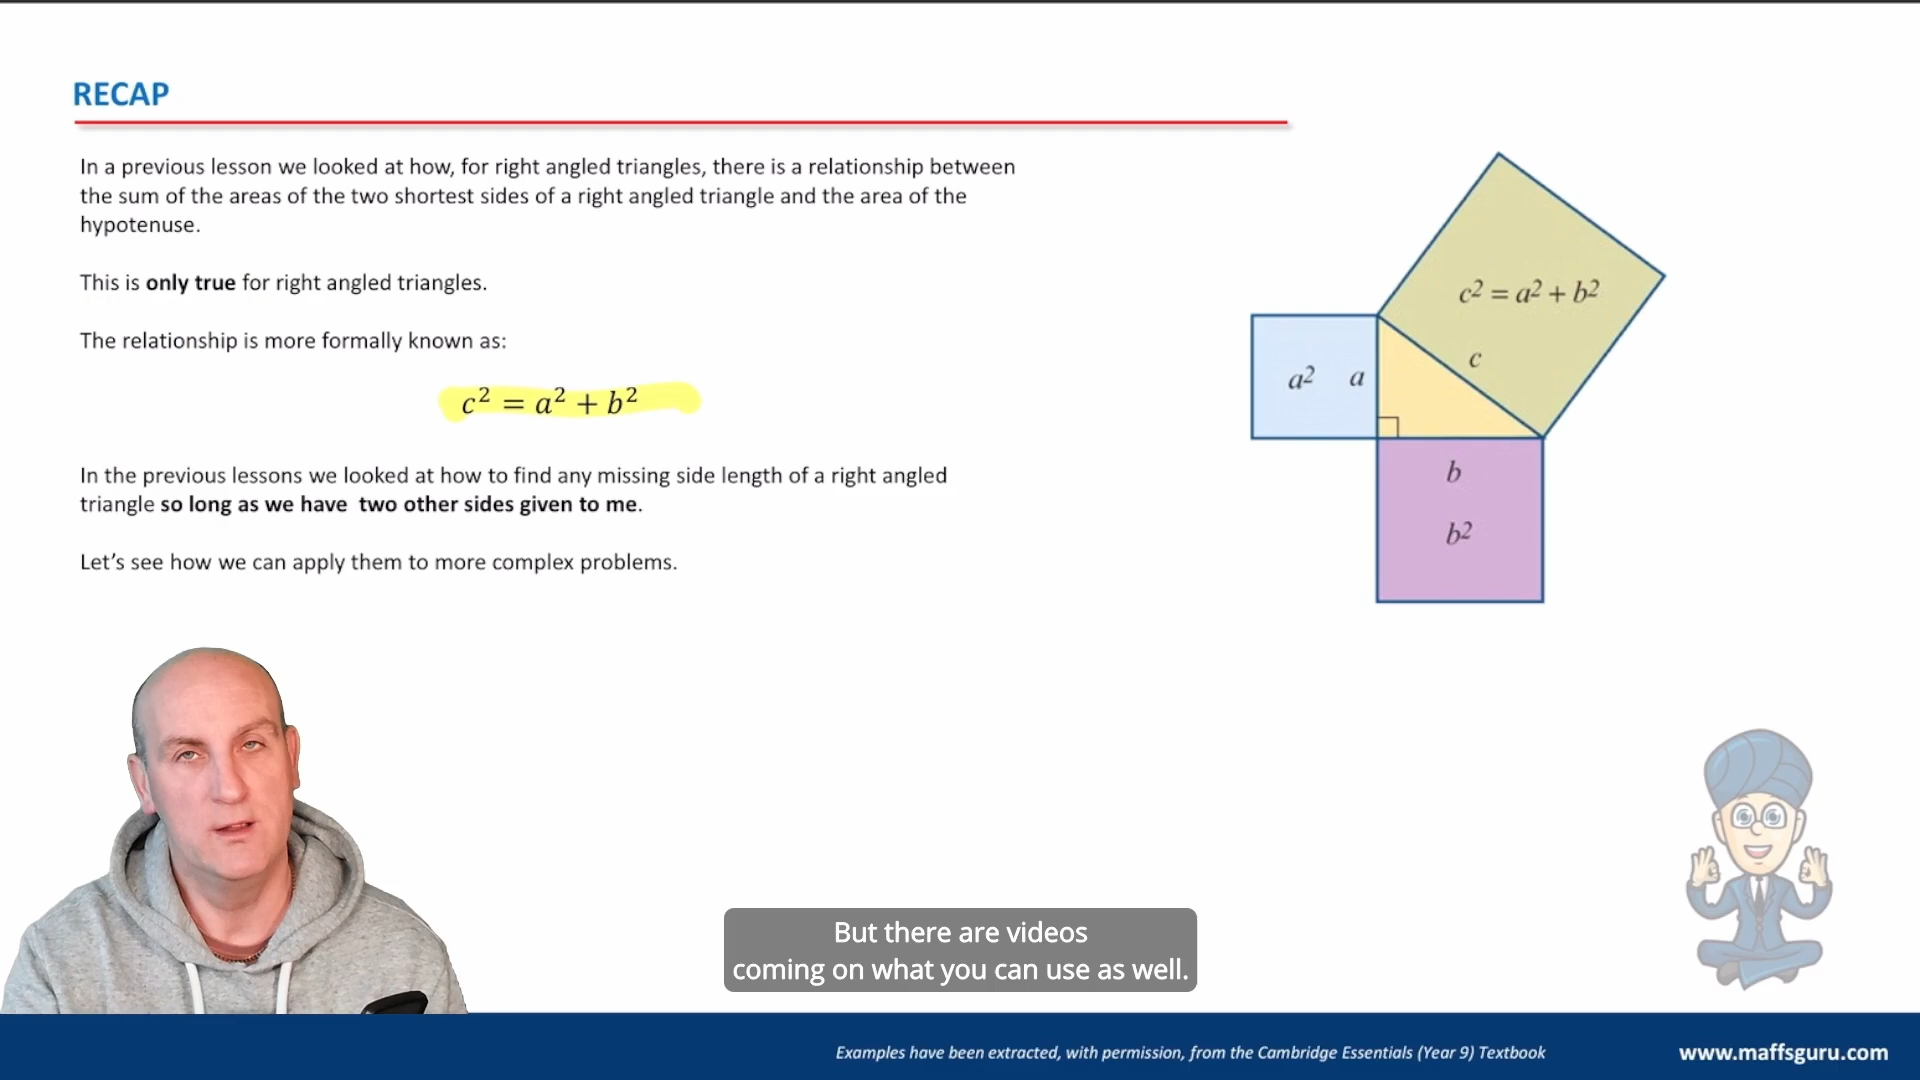 RECAP
In a previous lesson we looked at how, for right angled triangles, there is a relationship between
the sum of the areas of the two shortest sides of a right angled triangle and the area of the
hypotenuse.
This is only true for right angled triangles.
The relationship is more formally known as:
c² = a² + b²
In the previous lessons we looked at how to find any missing side length of a right angled
triangle so long as we have  two other sides given to me.
Let’s see how we can apply them to more complex problems.
c² = a² + b²
c
a² a
b
b²
But there are videos
coming on what you can use as well.
Examples have been extracted, with permission, from the Cambridge Essentials (Year 9) Textbook
www.maffsguru.com